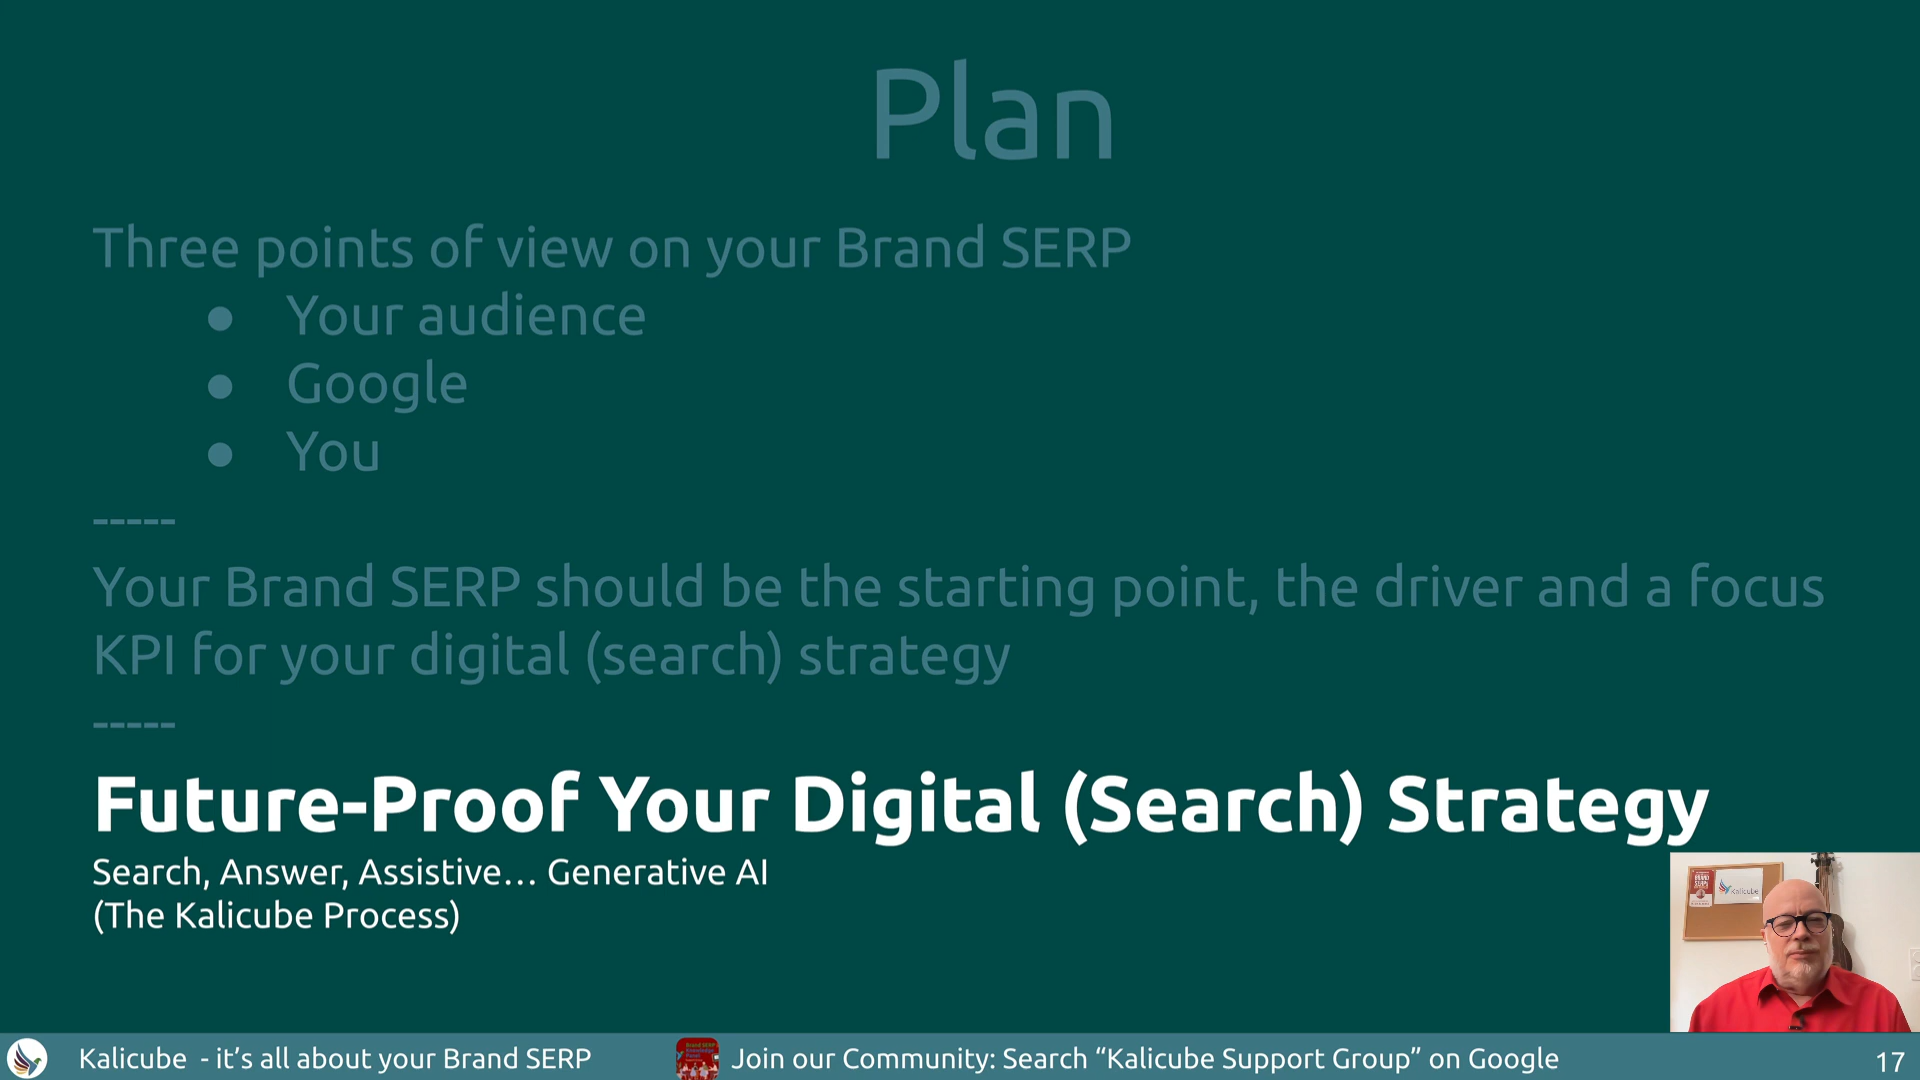 Plan
Three points of view on your Brand SERP
● Your audience
● Google
● You
-----
Your Brand SERP should be the starting point, the driver and a focus
KPI for your digital (search) strategy
-----
Future-Proof Your Digital (Search) Strategy
Search, Answer, Assistive… Generative AI
(The Kalicube Process)
Kalicube
Kalicube - it’s all about your Brand SERP
Join our Community: Search “Kalicube Support Group” on Google
17